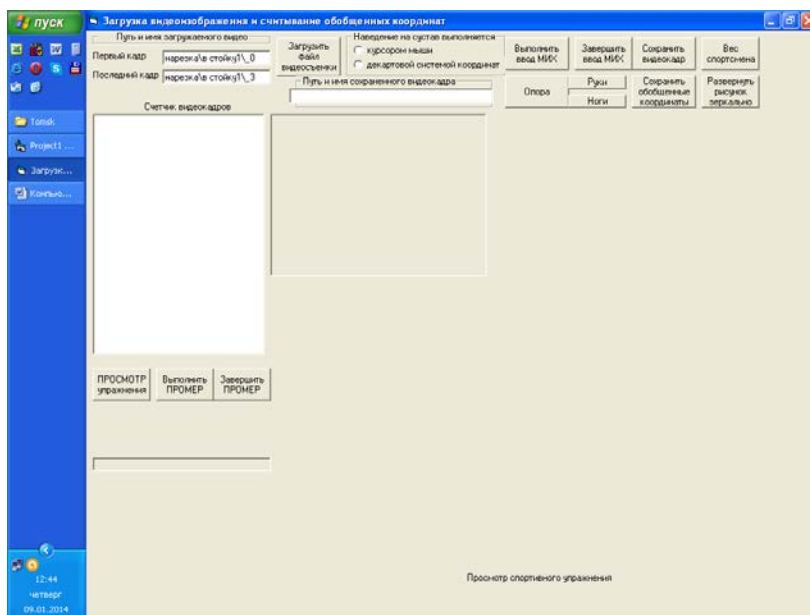 пуск
Загрузка видеоизображения и считывание обобщенных координат
Путь и имя загружаемого видео
Первый кадр
нарезка\в стойку1\_0
Последний кадр
нарезка\в стойку1\_3
Загрузить
файл
видеосъемки
Наведение на сустав выполняется
курсором мыши
декартовой системой координат
Выполнить
ввод МИХ
Завершить
ввод МИХ
Сохранить
видеокадр
Вес
спортсмена
Путь и имя сохраненного видеокадра
Опора
Руки
Ноги
Сохранить
обобщенные
координаты
Развернуть
рисунок
зеркально
Счетчик видеокадров
Tomsk
Project1 ...
Загрузк...
Компью...
ПРОСМОТР
упражнения
Выполнить
ПРОМЕР
Завершить
ПРОМЕР
Просмотр спортивного упражнения
12:44
четверг
09.01.2014